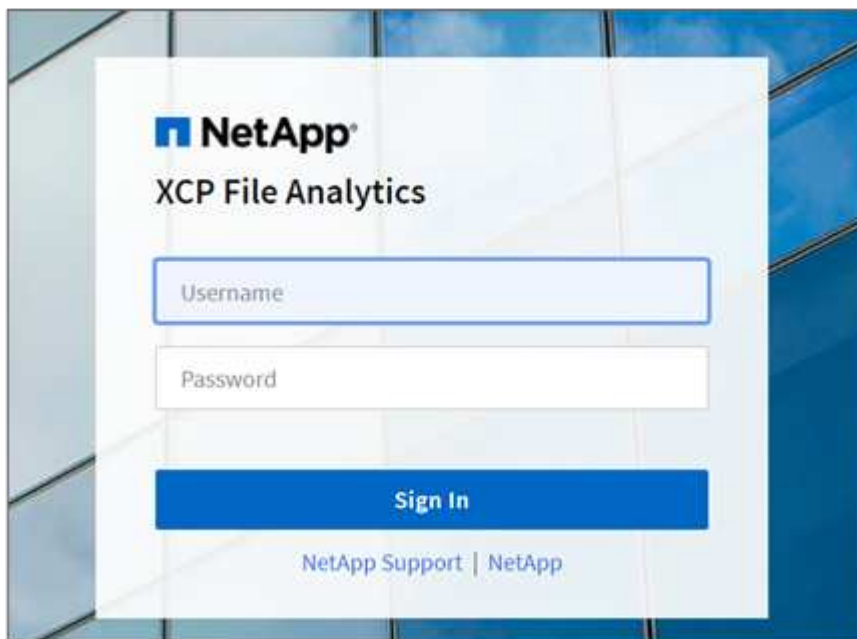 NetApp®
XCP File Analytics
Username
Password
Sign In
NetApp Support | NetApp